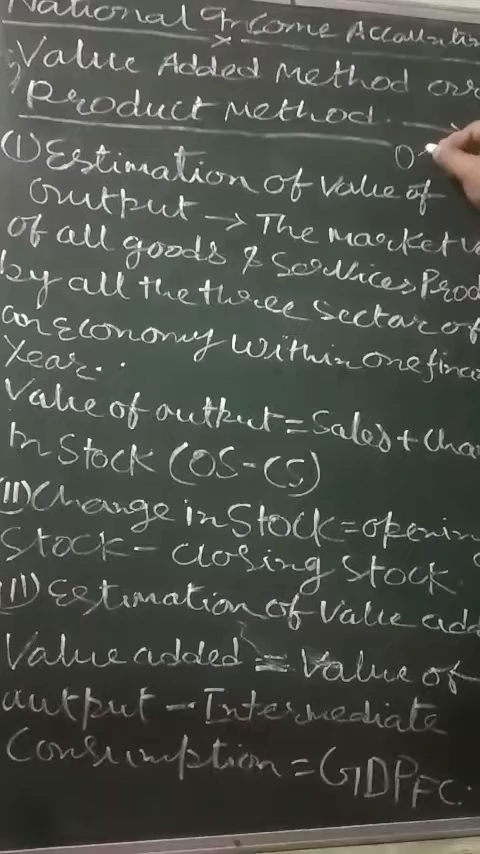 National Income Accountin
Value Added Method or
Product Method.
(I) Estimation of Value of
output → The market v
of all goods & Services Prod
by all the three Sector of
an Economy within one finan
Year..
Value of output = Sales + Cha
in Stock (OS-CS)
(II) Change in Stock = openin
Stock - closing Stock
(III) Estimation of Value add
Value added = Value of
output - Intermediate
Consumption = GDPFC.